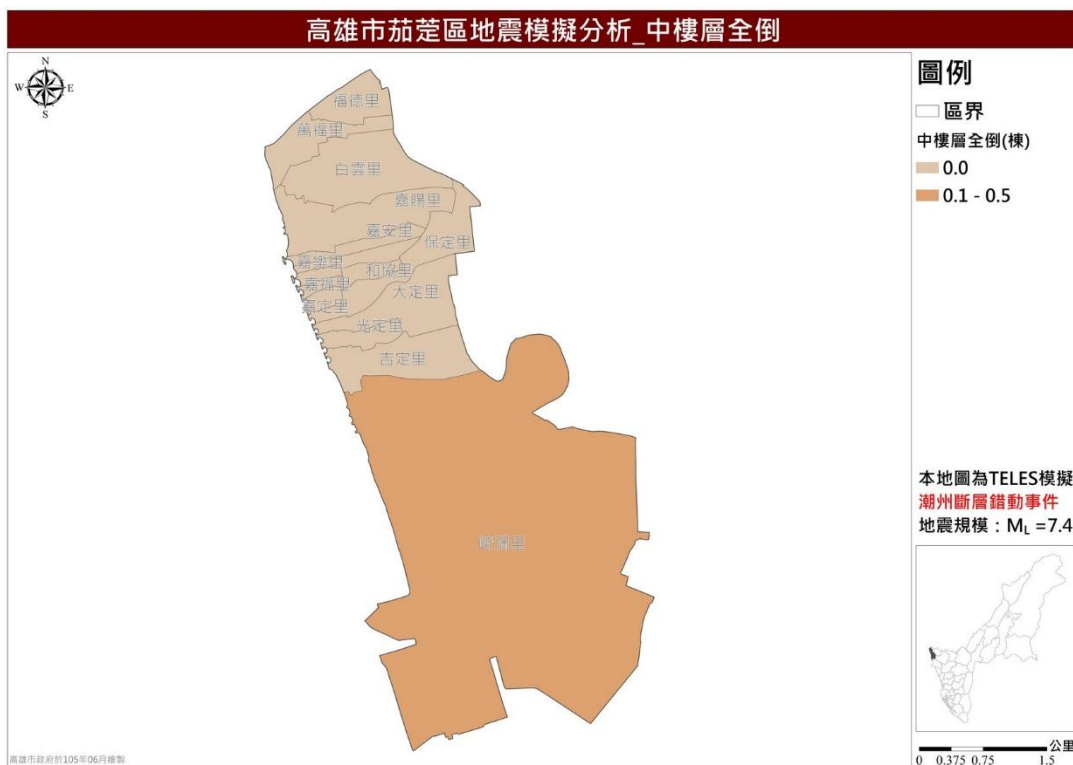 高雄市茄萣區地震模擬分析_中樓層全倒
N
W
E
S
福德里
萬福里
白雲里
嘉賜里
嘉安里
保定里
嘉樂里
和協里
嘉福里
大定里
嘉定里
光定里
吉定里
崎漏里
圖例
區界
中樓層全倒(棟)
0.0
0.1 - 0.5
本地圖為TELES模擬
潮州斷層錯動事件
地震規模：ML =7.4
公里
0 0.375 0.75 1.5
高雄市政府於105年06月繪製